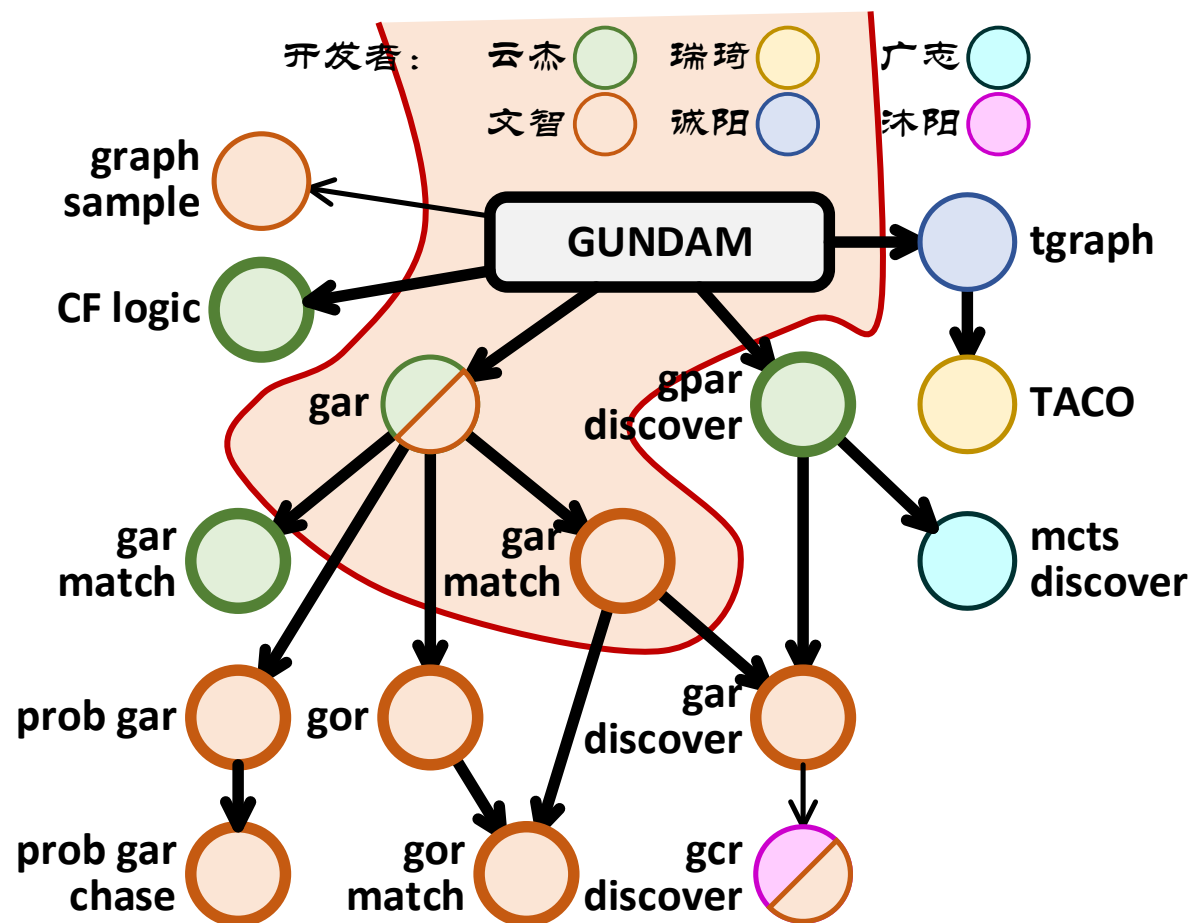 开发者： 云杰 瑞琦 广志
文智 诚阳 沐阳
graph
sample
GUNDAM
tgraph
CF logic
gar
gpar
discover
TACO
gar
match
gar
match
mcts
discover
prob gar
gor
gar
discover
prob gar
chase
gor
match
gcr
discover